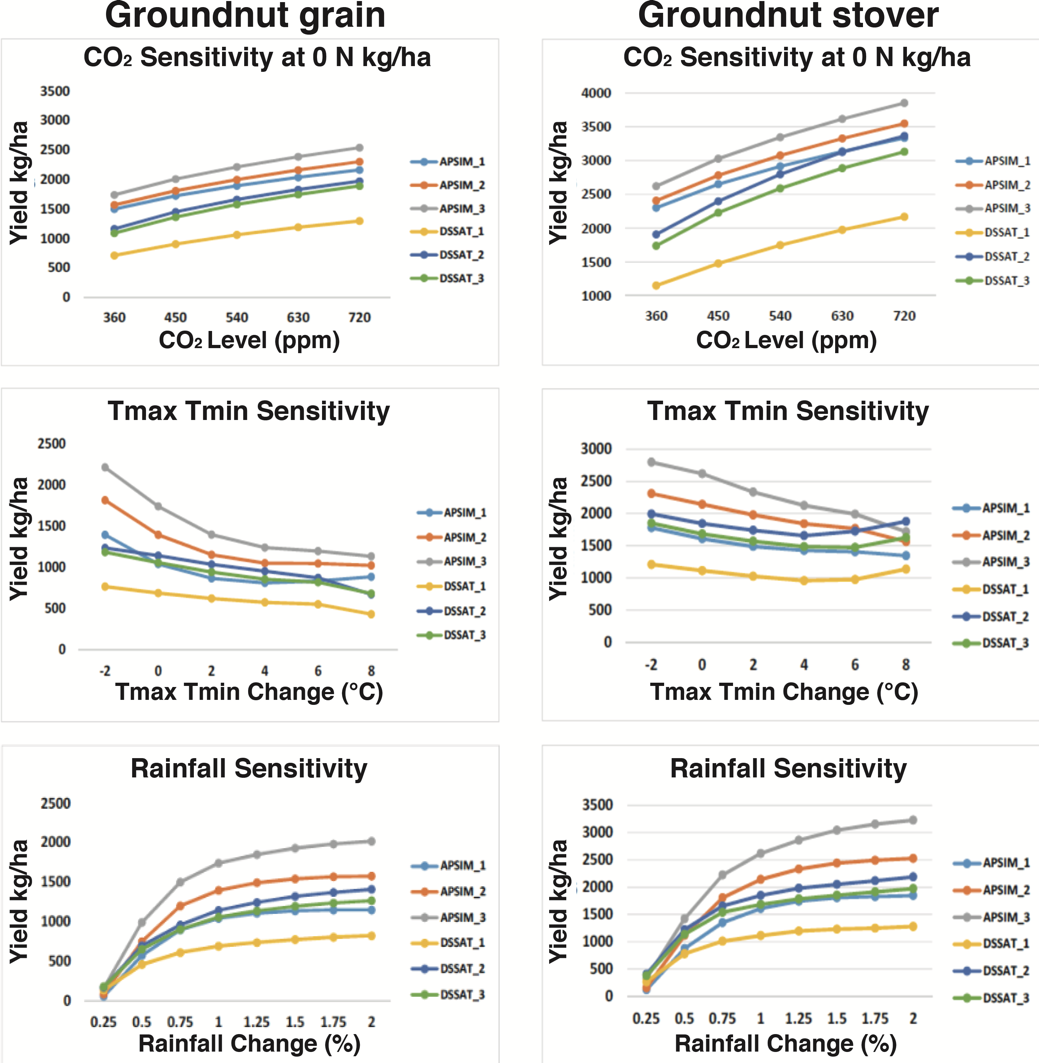 Groundnut grain
Groundnut stover
CO₂ Sensitivity at 0 N kg/ha
Yield kg/ha
3500
3000
2500
2000
1500
1000
500
0
360 450 540 630 720
CO₂ Level (ppm)
APSIM_1
APSIM_2
APSIM_3
DSSAT_1
DSSAT_2
DSSAT_3
CO₂ Sensitivity at 0 N kg/ha
Yield kg/ha
4000
3500
3000
2500
2000
1500
1000
360 450 540 630 720
CO₂ Level (ppm)
APSIM_1
APSIM_2
APSIM_3
DSSAT_1
DSSAT_2
DSSAT_3
Tmax Tmin Sensitivity
Yield kg/ha
2500
2000
1500
1000
500
0
-2 0 2 4 6 8
Tmax Tmin Change (°C)
APSIM_1
APSIM_2
APSIM_3
DSSAT_1
DSSAT_2
DSSAT_3
Tmax Tmin Sensitivity
Yield kg/ha
3000
2500
2000
1500
1000
500
0
-2 0 2 4 6 8
Tmax Tmin Change (°C)
APSIM_1
APSIM_2
APSIM_3
DSSAT_1
DSSAT_2
DSSAT_3
Rainfall Sensitivity
Yield kg/ha
2500
2000
1500
1000
500
0
0.25 0.5 0.75 1 1.25 1.5 1.75 2
Rainfall Change (%)
APSIM_1
APSIM_2
APSIM_3
DSSAT_1
DSSAT_2
DSSAT_3
Rainfall Sensitivity
Yield kg/ha
3500
3000
2500
2000
1500
1000
500
0
0.25 0.5 0.75 1 1.25 1.5 1.75 2
Rainfall Change (%)
APSIM_1
APSIM_2
APSIM_3
DSSAT_1
DSSAT_2
DSSAT_3